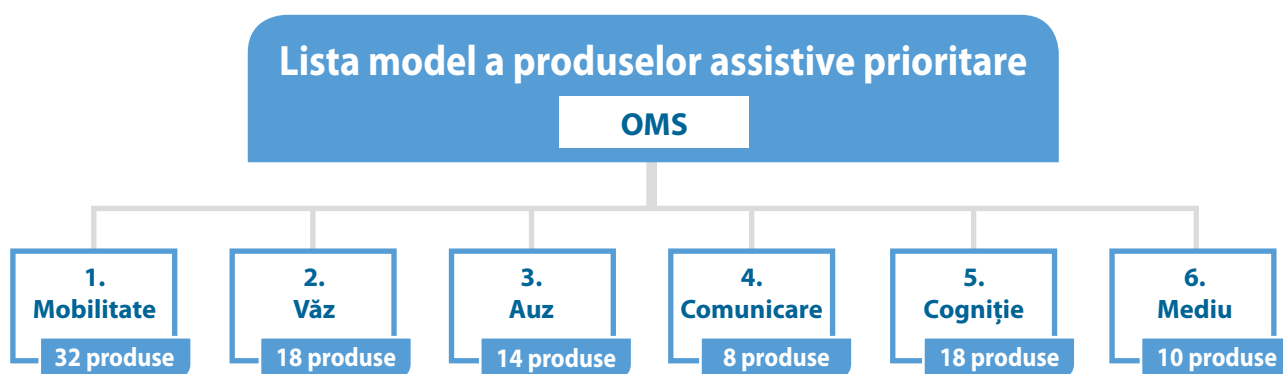 Lista model a produselor assistive prioritare
OMS
1.
Mobilitate
32 produse
2.
Văz
18 produse
3.
Auz
14 produse
4.
Comunicare
8 produse
5.
Cogniție
18 produse
6.
Mediu
10 produse